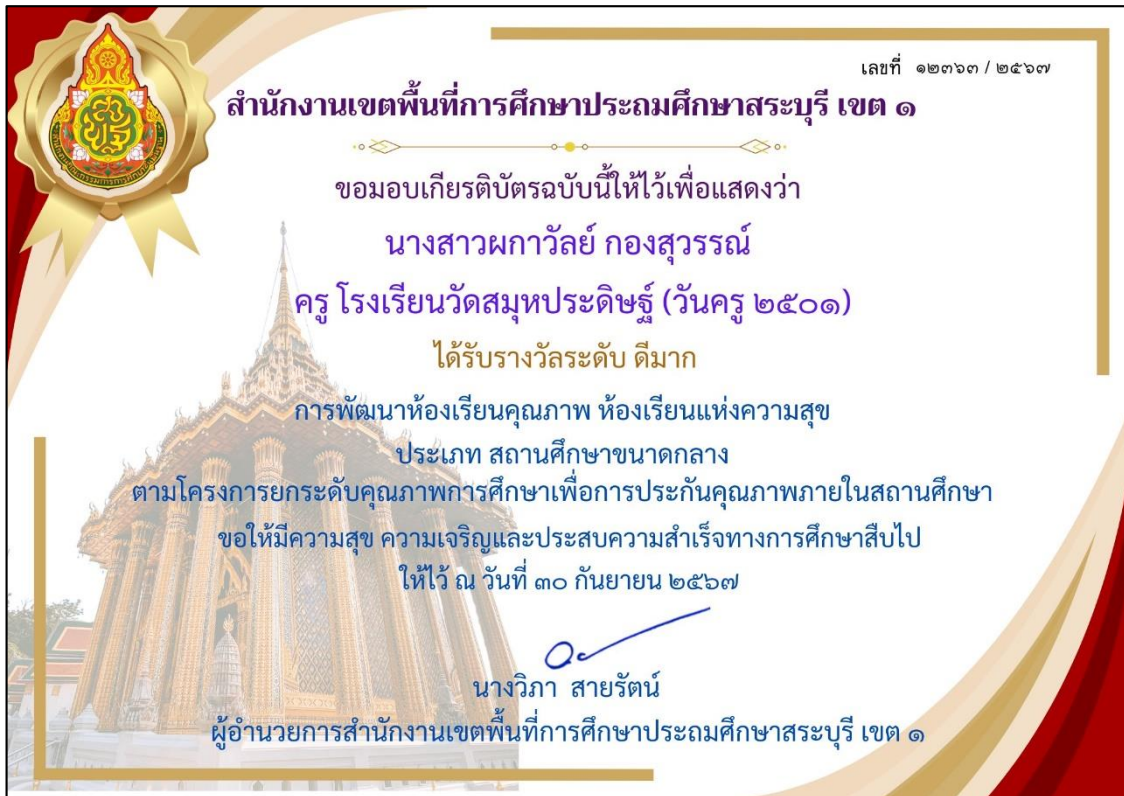 เลขที่ ๑๒๓๖๓ / ๒๕๖๗
สำนักงานเขตพื้นที่การศึกษาประถมศึกษาสระบุรี เขต ๑
ขอมอบเกียรติบัตรฉบับนี้ให้ไว้เพื่อแสดงว่า
นางสาวผกาวัลย์ กองสุวรรณ์
ครู โรงเรียนวัดสมุหประดิษฐ์ (วันครู ๒๕๐๑)
ได้รับรางวัลระดับ ดีมาก
การพัฒนาห้องเรียนคุณภาพ ห้องเรียนแห่งความสุข
ประเภท สถานศึกษาขนาดกลาง
ตามโครงการยกระดับคุณภาพการศึกษาเพื่อการประกันคุณภาพภายในสถานศึกษา
ขอให้มีความสุข ความเจริญและประสบความสำเร็จทางการศึกษาสืบไป
ให้ไว้ ณ วันที่ ๓๐ กันยายน ๒๕๖๗
นางวิภา สายรัตน์
ผู้อำนวยการสำนักงานเขตพื้นที่การศึกษาประถมศึกษาสระบุรี เขต ๑